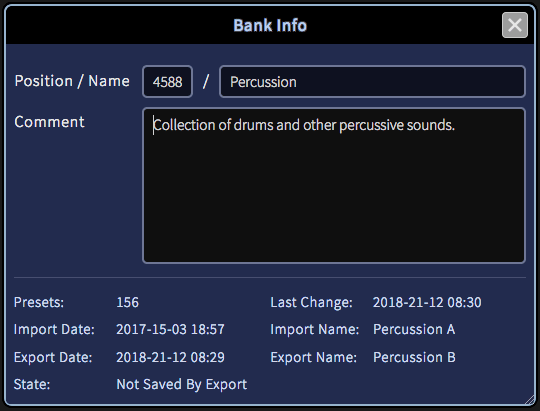 Bank Info
Position / Name 4588 / Percussion
Comment Collection of drums and other percussive sounds.
Presets: 156 Last Change: 2018-21-12 08:30
Import Date: 2017-15-03 18:57 Import Name: Percussion A
Export Date: 2018-21-12 08:29 Export Name: Percussion B
State: Not Saved By Export